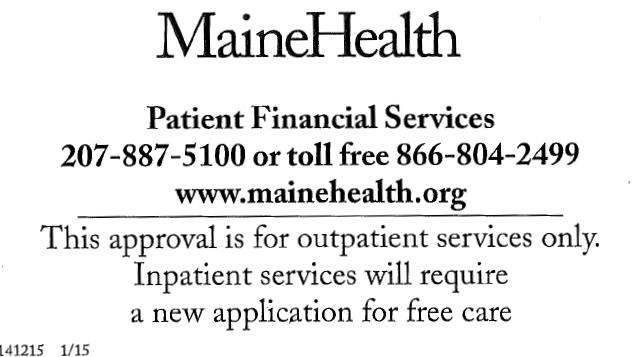 MaineHealth
Patient Financial Services
207-887-5100 or toll free 866-804-2499
www.mainehealth.org
This approval is for outpatient services only.
Inpatient services will require
a new application for free care
141215 1/15